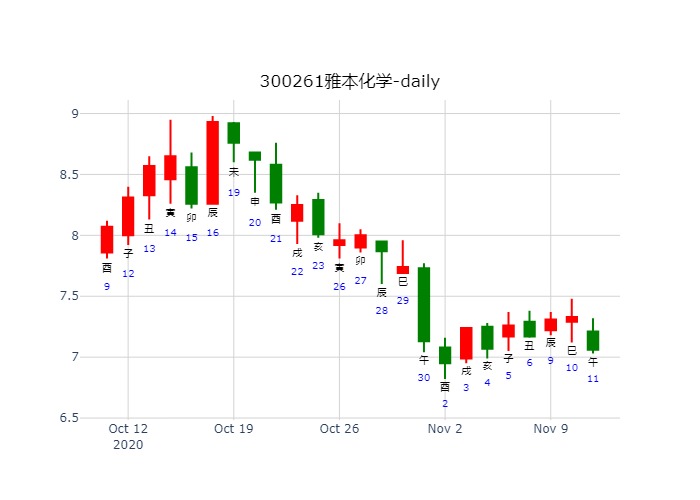 300261雅本化学-daily
9
8.5
8
7.5
7
6.5
酉
9
子
12
丑
13
寅
14
卯
15
辰
16
未
19
申
20
酉
21
戌
22
亥
23
寅
26
卯
27
辰
28
巳
29
午
30
酉
2
戌
3
亥
4
子
5
丑
6
辰
9
巳
10
午
11
Oct 12
2020
Oct 19
Oct 26
Nov 2
Nov 9